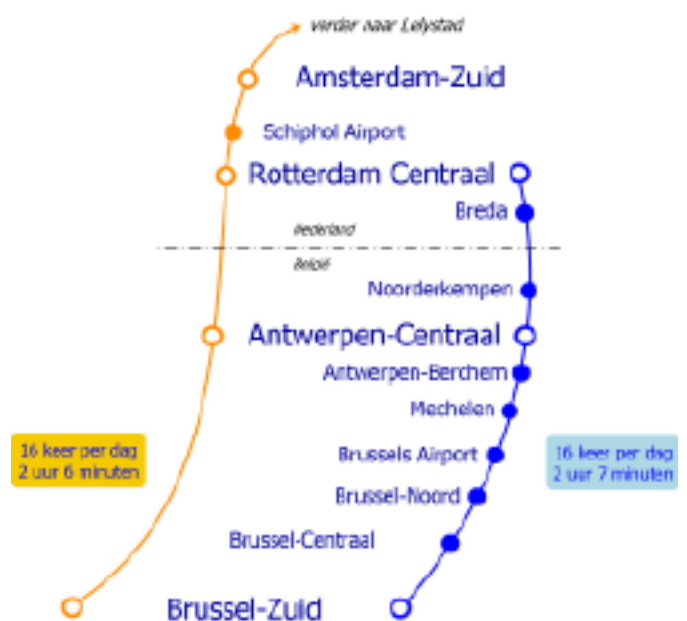 verder naar Lelystad
Amsterdam-Zuid
Schiphol Airport
Rotterdam Centraal
Breda
Nederland
België
Noorderkempen
Antwerpen-Centraal
Antwerpen-Berchem
Mechelen
16 keer per dag
2 uur 6 minuten
Brussels Airport
16 keer per dag
2 uur 7 minuten
Brussel-Noord
Brussel-Centraal
Brussel-Zuid